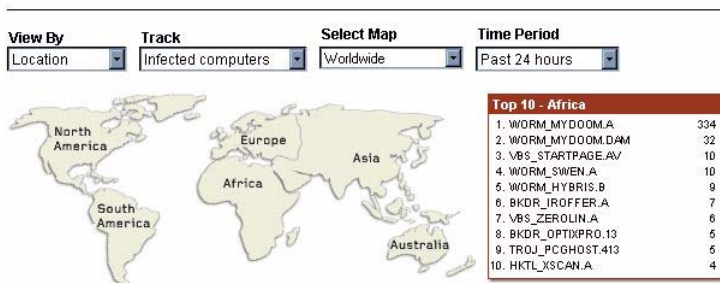 View By Track Select Map Time Period
Location Infected computers Worldwide Past 24 hours
North America
Europe
Asia
Africa
South America
Australia
Top 10 - Africa
1. WORM_MYDOOM.A 334
2. WORM_MYDOOM.DAM 32
3. VBS_STARTPAGE.AV 10
4. WORM_SWEN.A 10
5. WORM_HYBRIS.B 9
6. BKDR_IROFFER.A 7
7. VBS_ZEROLIN.A 6
8. BKDR_OPTIXPRO.13 5
9. TROJ_PCGHOST.413 5
10. HKTL_XSCAN.A 4